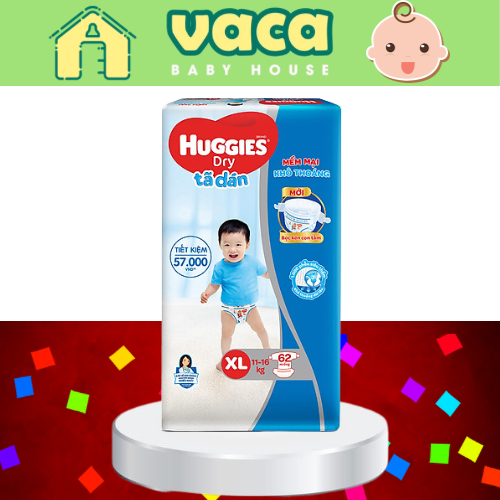 vaca
BABY HOUSE
HUGGIES
Dry
tã dán
MỀM MẠI
KHÔ THOÁNG
MỚI
TIẾT KIỆM
57.000
VNĐ
XL
11-16
kg
62
miếng